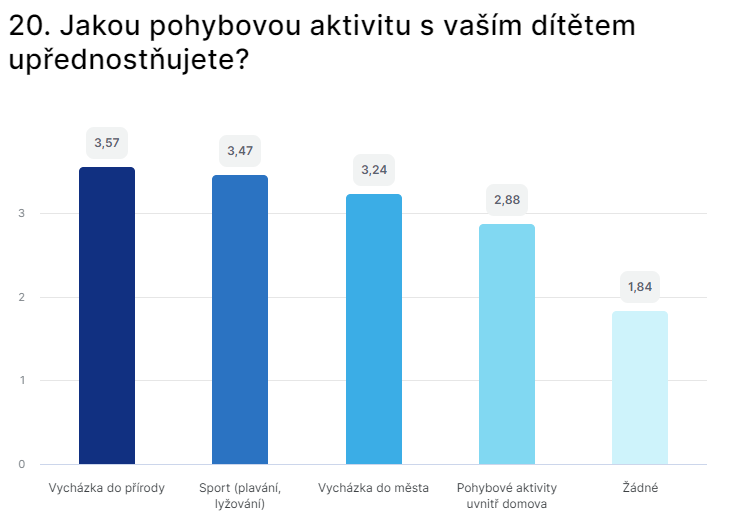 20. Jakou pohybovou aktivitu s vaším dítětem
upřednostňujete?
3,57
3,47
3,24
2,88
1,84
3
2
1
0
Vycházka do přírody
Sport (plavání,
lyžování)
Vycházka do města
Pohybové aktivity
uvnitř domova
Žádné